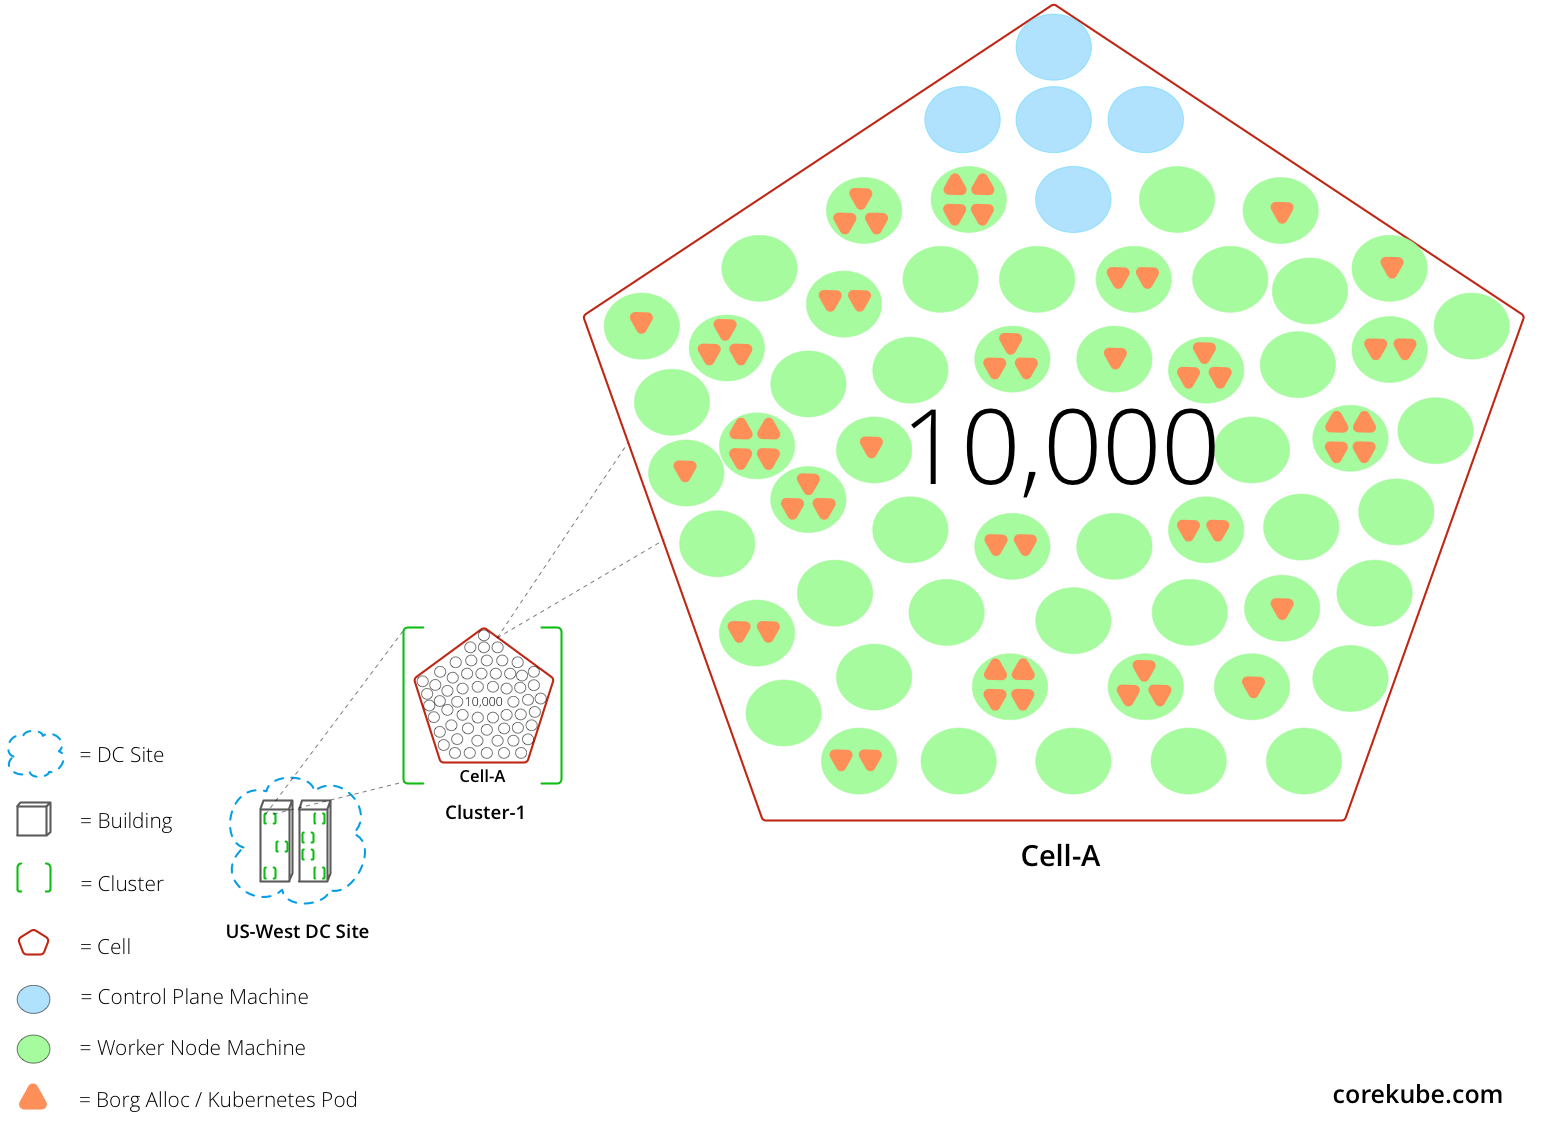 10,000
Cell-A
10,000
Cell-A
Cluster-1
US-West DC Site
= DC Site
= Building
= Cluster
= Cell
= Control Plane Machine
= Worker Node Machine
= Borg Alloc / Kubernetes Pod
corekube.com